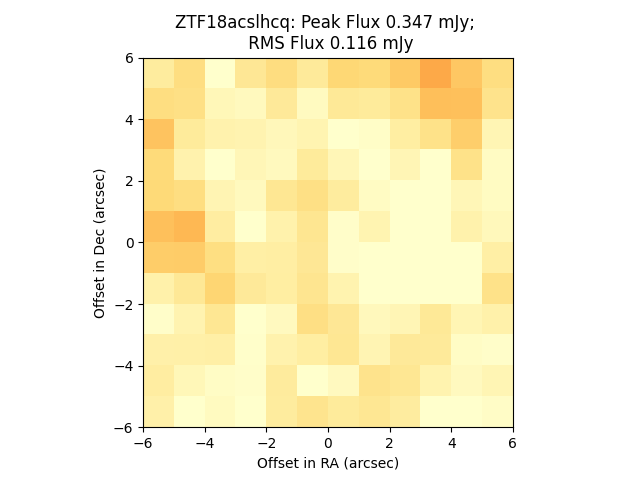 ZTF18acslhcq: Peak Flux 0.347 mJy;
RMS Flux 0.116 mJy
6
4
2
0
−2
−4
−6
Offset in Dec (arcsec)
−6 −4 −2 0 2 4 6
Offset in RA (arcsec)